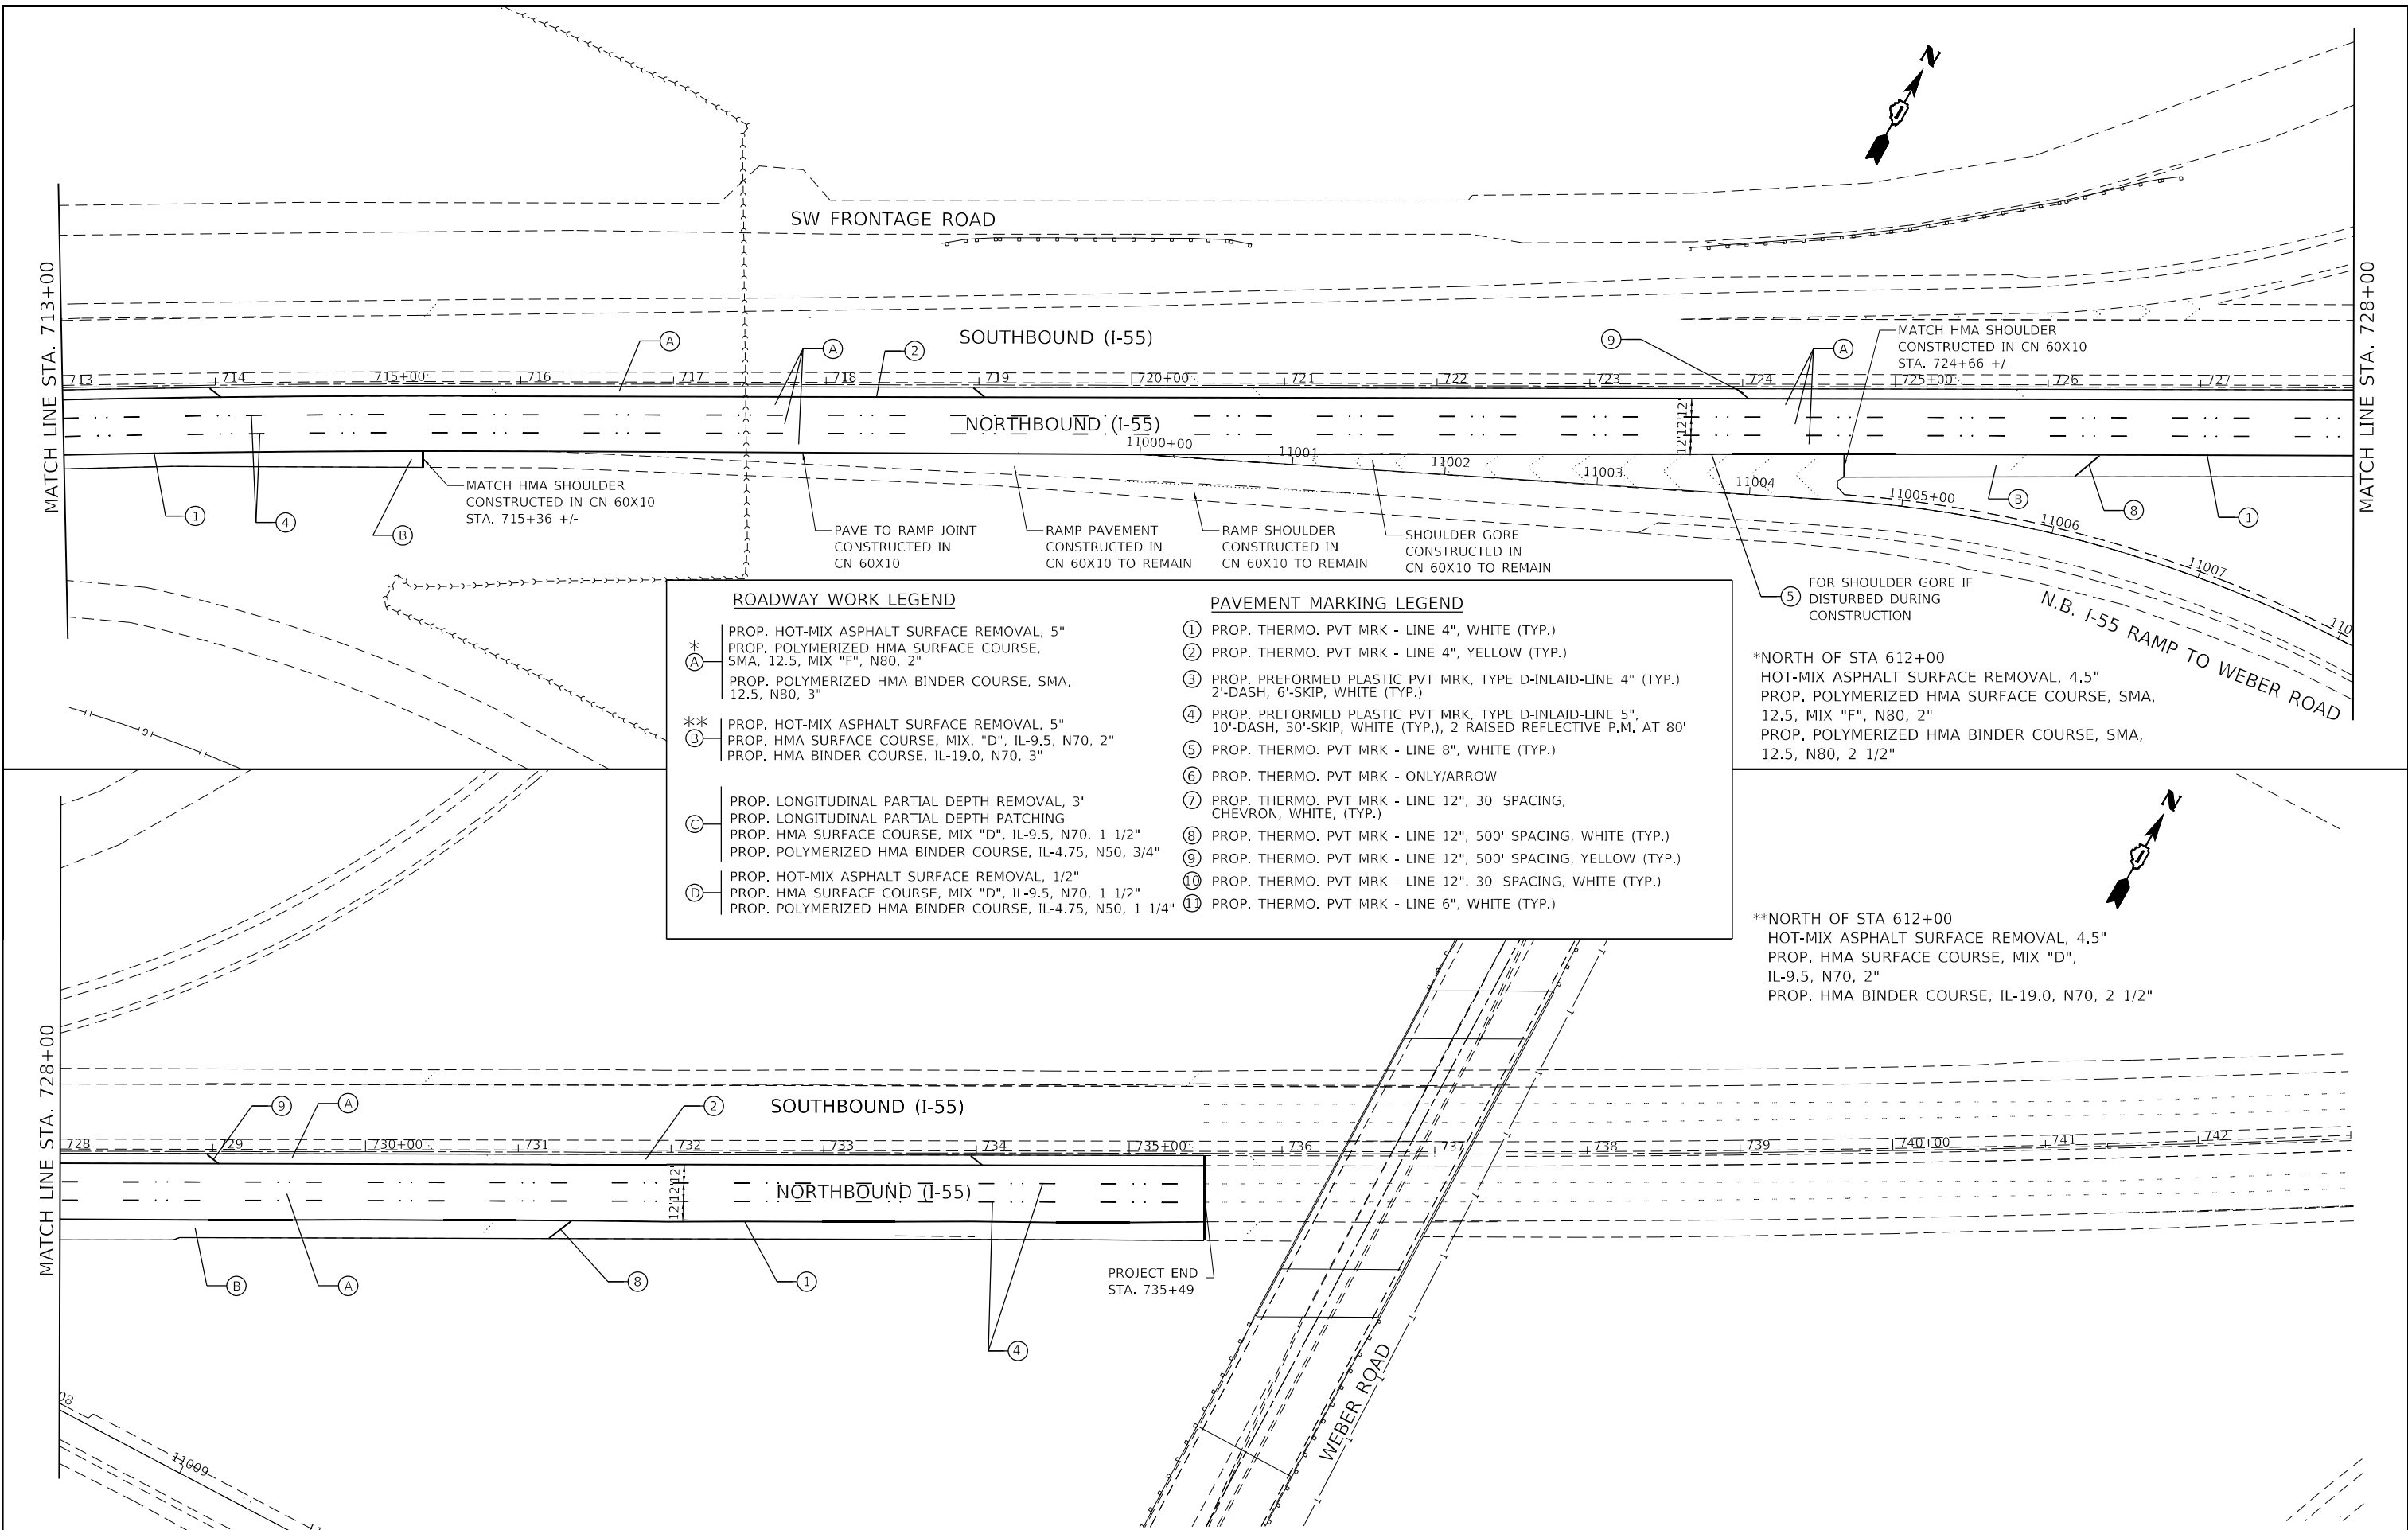 N
SW FRONTAGE ROAD
MATCH LINE STA. 713+00
MATCH LINE STA. 728+00
SOUTHBOUND (I-55)
A
A
2
9
A
MATCH HMA SHOULDER
CONSTRUCTED IN CN 60X10
STA. 724+66 +/-
713
714
715+00
716
717
718
719
720+00
721
722
723
724
725+00
726
727
NORTHBOUND (I-55)
12'
12'
12'
11000+00
11001
11002
11003
11004
11005+00
11006
11007
1
4
B
MATCH HMA SHOULDER
CONSTRUCTED IN CN 60X10
STA. 715+36 +/-
PAVE TO RAMP JOINT
CONSTRUCTED IN
CN 60X10
RAMP PAVEMENT
CONSTRUCTED IN
CN 60X10 TO REMAIN
RAMP SHOULDER
CONSTRUCTED IN
CN 60X10 TO REMAIN
SHOULDER GORE
CONSTRUCTED IN
CN 60X10 TO REMAIN
5 FOR SHOULDER GORE IF
DISTURBED DURING
CONSTRUCTION
B
8
1
N.B. I-55 RAMP TO WEBER ROAD
ROADWAY WORK LEGEND
PROP. HOT-MIX ASPHALT SURFACE REMOVAL, 5"
* PROP. POLYMERIZED HMA SURFACE COURSE,
A SMA, 12.5, MIX "F", N80, 2"
PROP. POLYMERIZED HMA BINDER COURSE, SMA,
12.5, N80, 3"
** PROP. HOT-MIX ASPHALT SURFACE REMOVAL, 5"
B PROP. HMA SURFACE COURSE, MIX. "D", IL-9.5, N70, 2"
PROP. HMA BINDER COURSE, IL-19.0, N70, 3"
PROP. LONGITUDINAL PARTIAL DEPTH REMOVAL, 3"
C PROP. LONGITUDINAL PARTIAL DEPTH PATCHING
PROP. HMA SURFACE COURSE, MIX "D", IL-9.5, N70, 1 1/2"
PROP. POLYMERIZED HMA BINDER COURSE, IL-4.75, N50, 3/4"
PROP. HOT-MIX ASPHALT SURFACE REMOVAL, 1/2"
D PROP. HMA SURFACE COURSE, MIX "D", IL-9.5, N70, 1 1/2"
PROP. POLYMERIZED HMA BINDER COURSE, IL-4.75, N50, 1 1/4"
PAVEMENT MARKING LEGEND
1 PROP. THERMO. PVT MRK - LINE 4", WHITE (TYP.)
2 PROP. THERMO. PVT MRK - LINE 4", YELLOW (TYP.)
3 PROP. PREFORMED PLASTIC PVT MRK, TYPE D-INLAID-LINE 4" (TYP.)
2'-DASH, 6'-SKIP, WHITE (TYP.)
4 PROP. PREFORMED PLASTIC PVT MRK, TYPE D-INLAID-LINE 5",
10'-DASH, 30'-SKIP, WHITE (TYP.), 2 RAISED REFLECTIVE P.M. AT 80'
5 PROP. THERMO. PVT MRK - LINE 8", WHITE (TYP.)
6 PROP. THERMO. PVT MRK - ONLY/ARROW
7 PROP. THERMO. PVT MRK - LINE 12", 30' SPACING,
CHEVRON, WHITE, (TYP.)
8 PROP. THERMO. PVT MRK - LINE 12", 500' SPACING, WHITE (TYP.)
9 PROP. THERMO. PVT MRK - LINE 12", 500' SPACING, YELLOW (TYP.)
10 PROP. THERMO. PVT MRK - LINE 12". 30' SPACING, WHITE (TYP.)
11 PROP. THERMO. PVT MRK - LINE 6", WHITE (TYP.)
*NORTH OF STA 612+00
HOT-MIX ASPHALT SURFACE REMOVAL, 4.5"
PROP. POLYMERIZED HMA SURFACE COURSE, SMA,
12.5, MIX "F", N80, 2"
PROP. POLYMERIZED HMA BINDER COURSE, SMA,
12.5, N80, 2 1/2"
N
**NORTH OF STA 612+00
HOT-MIX ASPHALT SURFACE REMOVAL, 4.5"
PROP. HMA SURFACE COURSE, MIX "D",
IL-9.5, N70, 2"
PROP. HMA BINDER COURSE, IL-19.0, N70, 2 1/2"
MATCH LINE STA. 728+00
9
A
2
SOUTHBOUND (I-55)
728
729
730+00
731
732
733
734
735+00
736
737
738
739
740+00
741
742
NORTHBOUND (I-55)
12'
12'
12'
B
A
8
1
4
PROJECT END
STA. 735+49
WEBER ROAD
08
11009